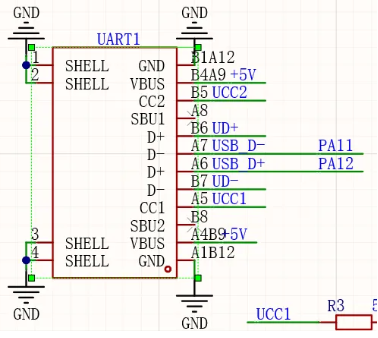 GND GND
UART1
1 SHELL GND B1A12
2 SHELL VBUS B4A9 +5V
CC2 B5 UCC2
SBU1 A8
D+ B6 UD+
D- A7 USB D- PA11
D+ A6 USB D+ PA12
D- B7 UD-
CC1 A5 UCC1
SBU2 B8
3 SHELL VBUS A4B9 +5V
4 SHELL GND A1B12
GND GND
UCC1 R3 5